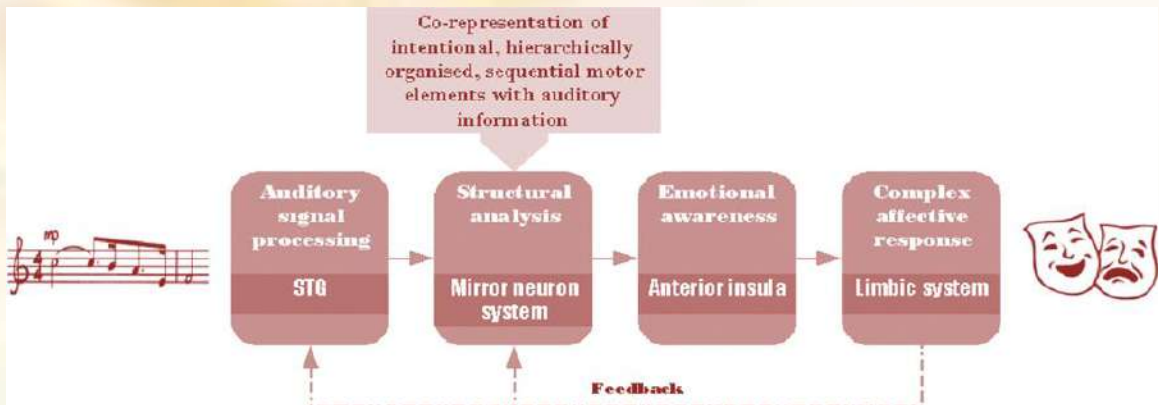 Co-representation of
intentional, hierarchically
organised, sequential motor
elements with auditory
information
Auditory
signal
processing
STG
Structural
analysis
Mirror neuron
system
Emotional
awareness
Anterior insula
Complex
affective
response
Limbic system
mp
Feedback